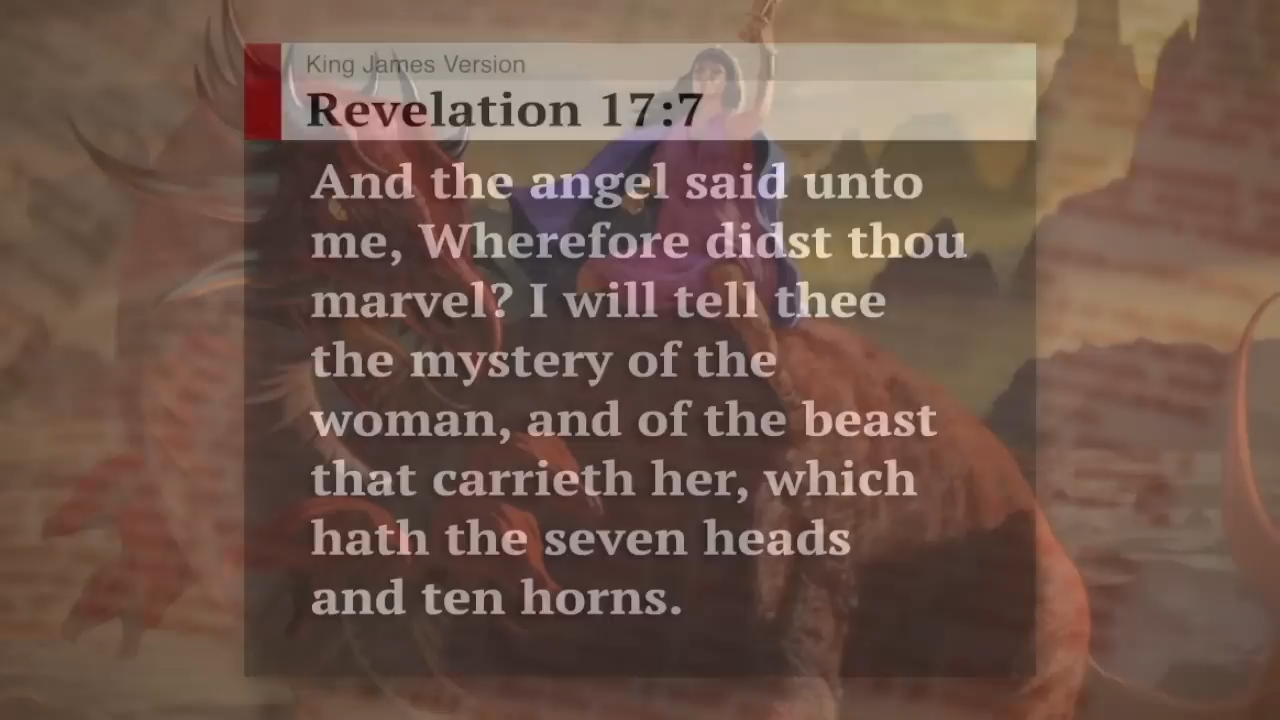 King James Version
Revelation 17:7
And the angel said unto
me, Wherefore didst thou
marvel? I will tell thee
the mystery of the
woman, and of the beast
that carrieth her, which
hath the seven heads
and ten horns.